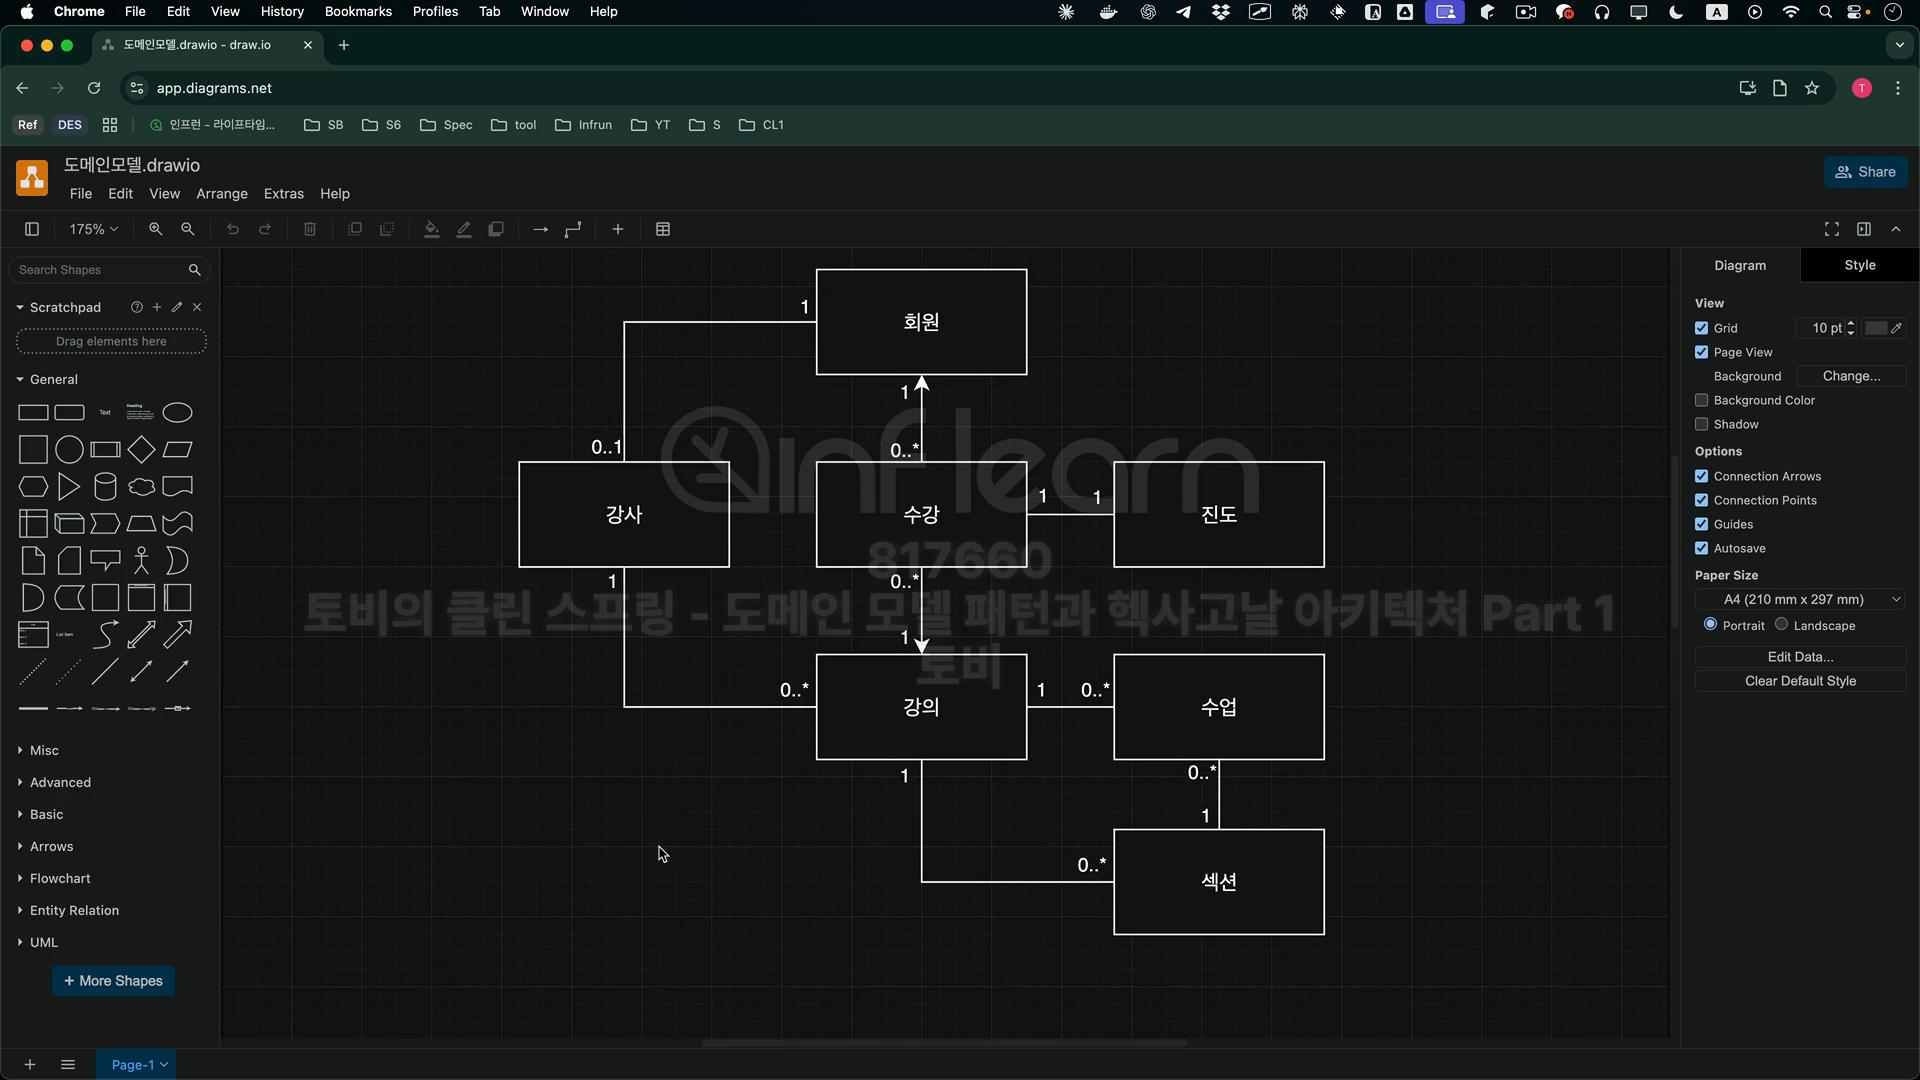 Chrome File Edit View History Bookmarks Profiles Tab Window Help
도메인모델.drawio - draw.io
app.diagrams.net
Ref DES 인프런 - 라이프타임... SB S6 Spec tool Infrun YT S CL1
도메인모델.drawio
File Edit View Arrange Extras Help
Share
175%
Search Shapes
Scratchpad
Drag elements here
General
Text
Heading
List Item
Misc
Advanced
Basic
Arrows
Flowchart
Entity Relation
UML
+ More Shapes
회원
1
1
0..1
0..*
강사
수강
1 1
진도
1
0..*
1
0..*
강의
1 0..*
수업
1
0..*
1
0..*
섹션
inflearn
817660
토비의 클린 스프링 - 도메인 모델 패턴과 헥사고날 아키텍처 Part 1
토비
Diagram Style
View
Grid 10 pt
Page View
Background Change...
Background Color
Shadow
Options
Connection Arrows
Connection Points
Guides
Autosave
Paper Size
A4 (210 mm x 297 mm)
Portrait Landscape
Edit Data...
Clear Default Style
Page-1